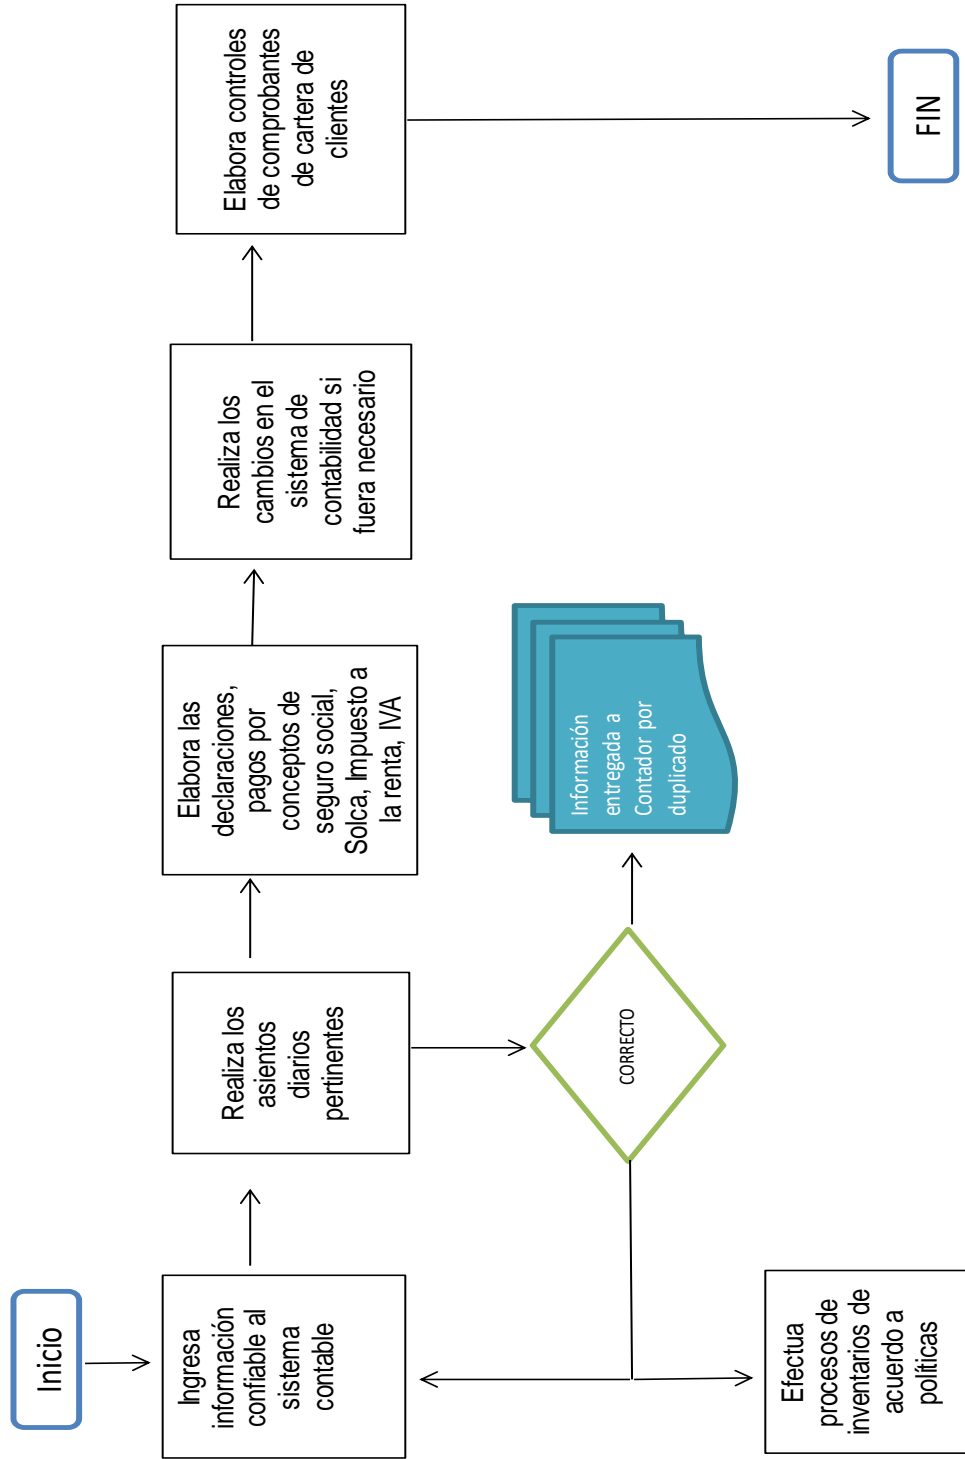 Inicio
Ingresa
información
confiable al
sistema
contable
Realiza los
asientos
diarios
pertinentes
Elabora las
declaraciones,
pagos por
conceptos de
seguro social,
Solca, Impuesto a
la renta, IVA
Realiza los
cambios en el
sistema de
contabilidad si
fuera necesario
Elabora controles
de comprobantes
de cartera de
clientes
CORRECTO
Información
entregada a
Contador por
duplicado
Efectua
procesos de
inventarios de
acuerdo a
políticas
FIN